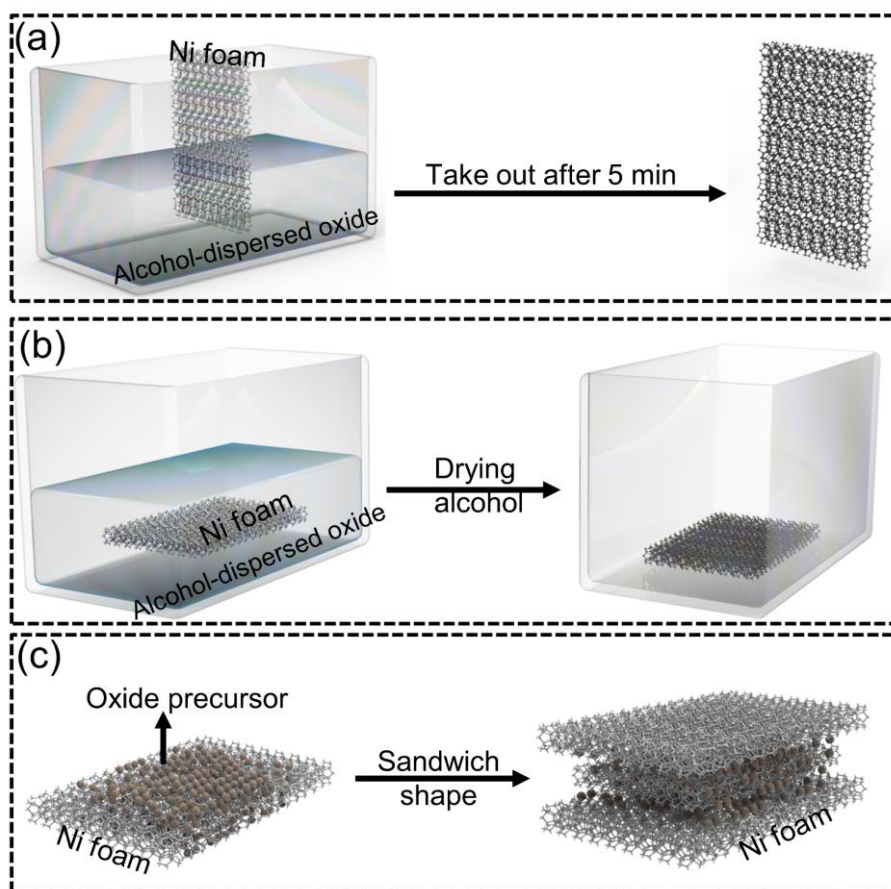 (a)
Ni foam
Alcohol-dispersed oxide
Take out after 5 min
(b)
Ni foam
Alcohol-dispersed oxide
Drying
alcohol
(c)
Oxide precursor
Ni foam
Sandwich
shape
Ni foam